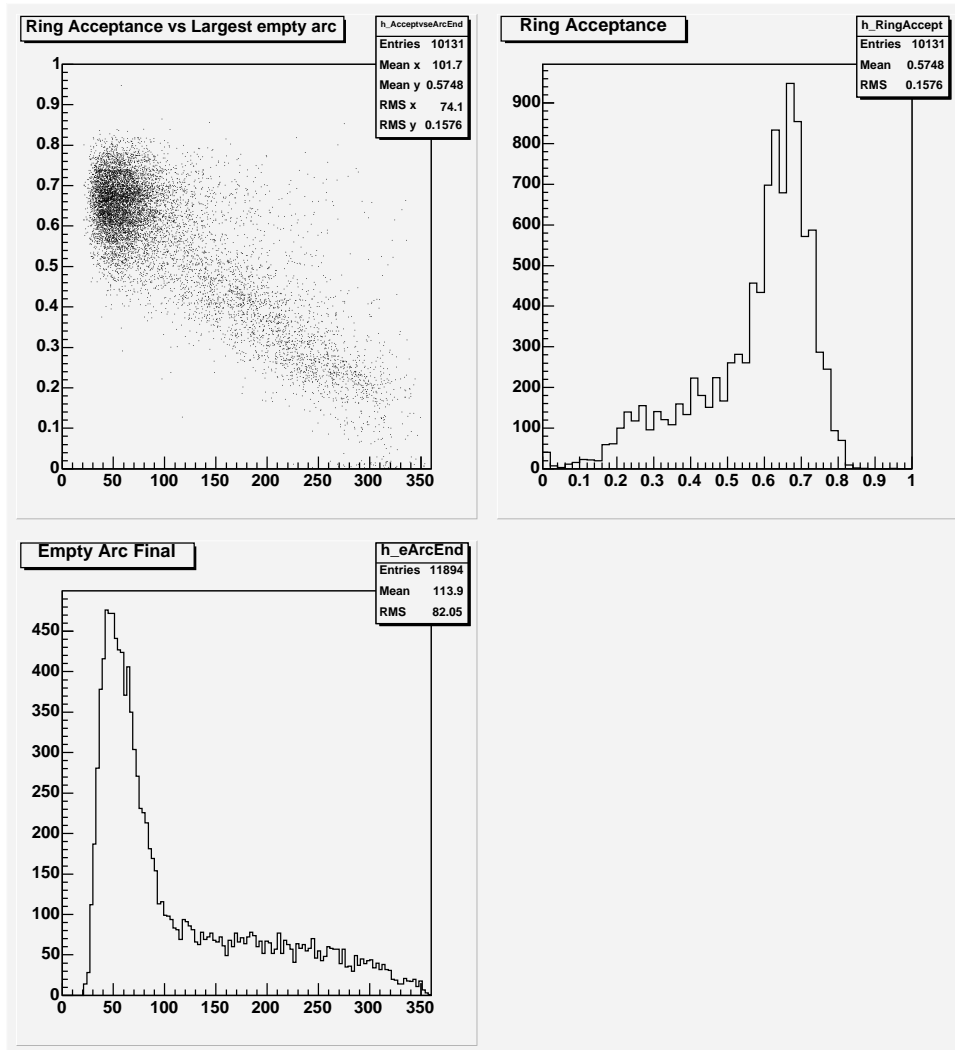 Ring Acceptance vs Largest empty arc
h_AcceptvseArcEnd
Entries 10131
Mean x 101.7
Mean y 0.5748
RMS x 74.1
RMS y 0.1576
1
0.9
0.8
0.7
0.6
0.5
0.4
0.3
0.2
0.1
0
0 50 100 150 200 250 300 350
Ring Acceptance
h_RingAccept
Entries 10131
Mean 0.5748
RMS 0.1576
900
800
700
600
500
400
300
200
100
0
0 0.1 0.2 0.3 0.4 0.5 0.6 0.7 0.8 0.9 1
Empty Arc Final
h_eArcEnd
Entries 11894
Mean 113.9
RMS 82.05
450
400
350
300
250
200
150
100
50
0
0 50 100 150 200 250 300 350